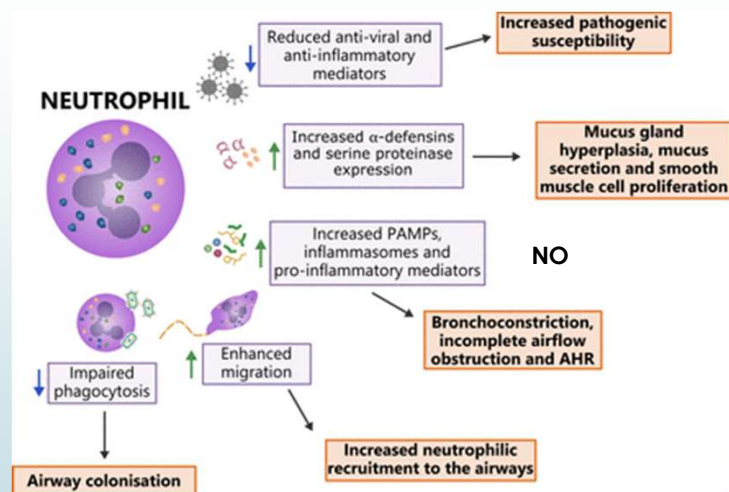 Reduced anti-viral and
anti-inflammatory
mediators
Increased pathogenic
susceptibility
NEUTROPHIL
Increased α-defensins
and serine proteinase
expression
Mucus gland
hyperplasia, mucus
secretion and smooth
muscle cell proliferation
Increased PAMPs,
inflammasomes and
pro-inflammatory mediators
NO
Bronchoconstriction,
incomplete airflow
obstruction and AHR
Impaired
phagocytosis
Enhanced
migration
Airway colonisation
Increased neutrophilic
recruitment to the airways